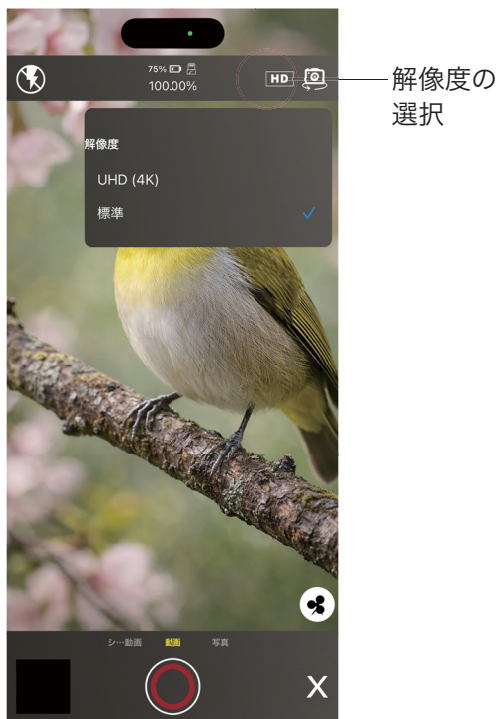 75%
100.00%
HD
解像度の
選択
解像度
UHD (4K)
標準
シ…動画
動画
写真
X